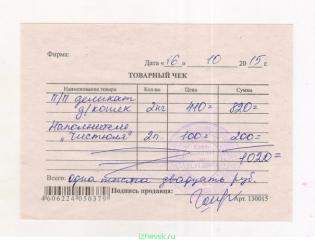 Фирма:
Дата « 16 » 10 2015 г.
ТОВАРНЫЙ ЧЕК
Наименование товара Кол-во Цена Сумма
П/П деликат
д/кошек 2кг 410= 820=
Наполнитель
"Чистюля" 2п 100= 200=
1020=
Всего: одна тысяча двадцать руб.
Подпись продавца:
4606224050379 Арт. 130015
izhevsk.ru